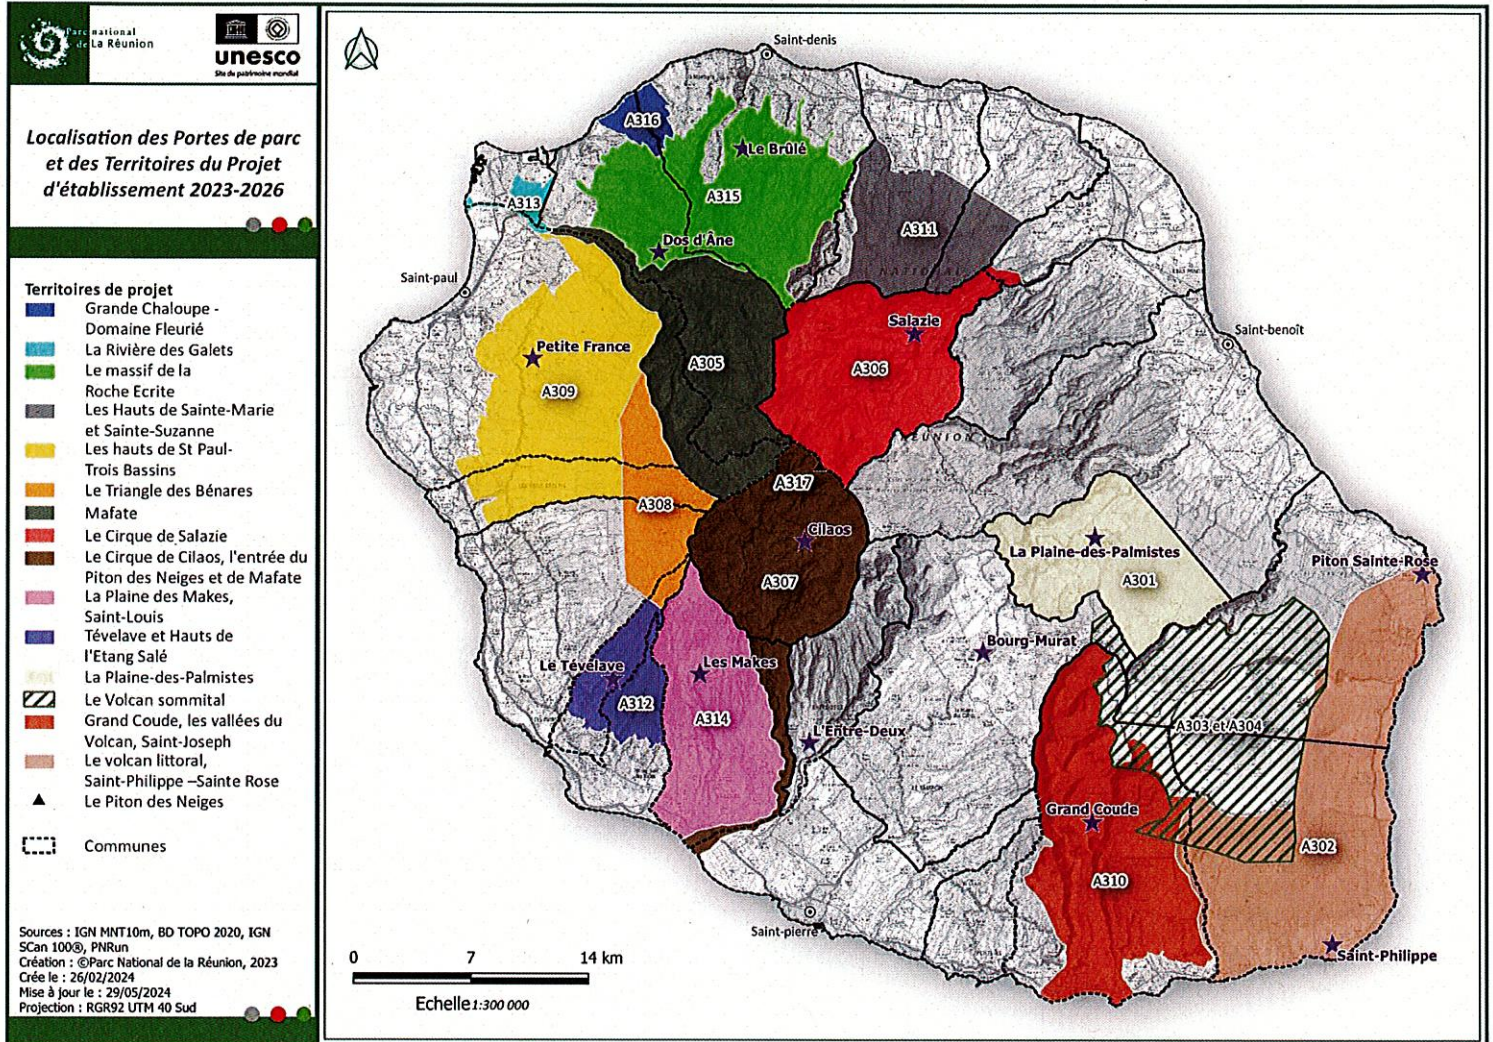 Parc national
de La Réunion
unesco
Site du patrimoine mondial
Localisation des Portes de parc
et des Territoires du Projet
d'établissement 2023-2026
Territoires de projet
Grande Chaloupe -
Domaine Fleurié
La Rivière des Galets
Le massif de la
Roche Ecrite
Les Hauts de Sainte-Marie
et Sainte-Suzanne
Les hauts de St Paul-
Trois Bassins
Le Triangle des Bénares
Mafate
Le Cirque de Salazie
Le Cirque de Cilaos, l'entrée du
Piton des Neiges et de Mafate
La Plaine des Makes,
Saint-Louis
Tévelave et Hauts de
l'Etang Salé
La Plaine-des-Palmistes
Le Volcan sommital
Grand Coude, les vallées du
Volcan, Saint-Joseph
Le volcan littoral,
Saint-Philippe –Sainte Rose
Le Piton des Neiges
Communes
Sources : IGN MNT10m, BD TOPO 2020, IGN
SCan 100®, PNRun
Création : ©Parc National de la Réunion, 2023
Crée le : 26/02/2024
Mise à jour le : 29/05/2024
Projection : RGR92 UTM 40 Sud
Saint-denis
A316
Le Brûlé
A315
A313
A311
Dos d'Âne
NATIONAL
Saint-paul
Salazie
Saint-benoît
Petite France
A305
A306
A309
RÉUNION
A317
A308
Cilaos
La Plaine-des-Palmistes
Piton Sainte-Rose
A307
A301
Bourg-Murat
Le Tévelave
Les Makes
A312
A314
L'Entre-Deux
A303 et A304
Grand Coude
A302
A310
Saint-pierre
Saint-Philippe
0 7 14 km
Echelle 1:300 000